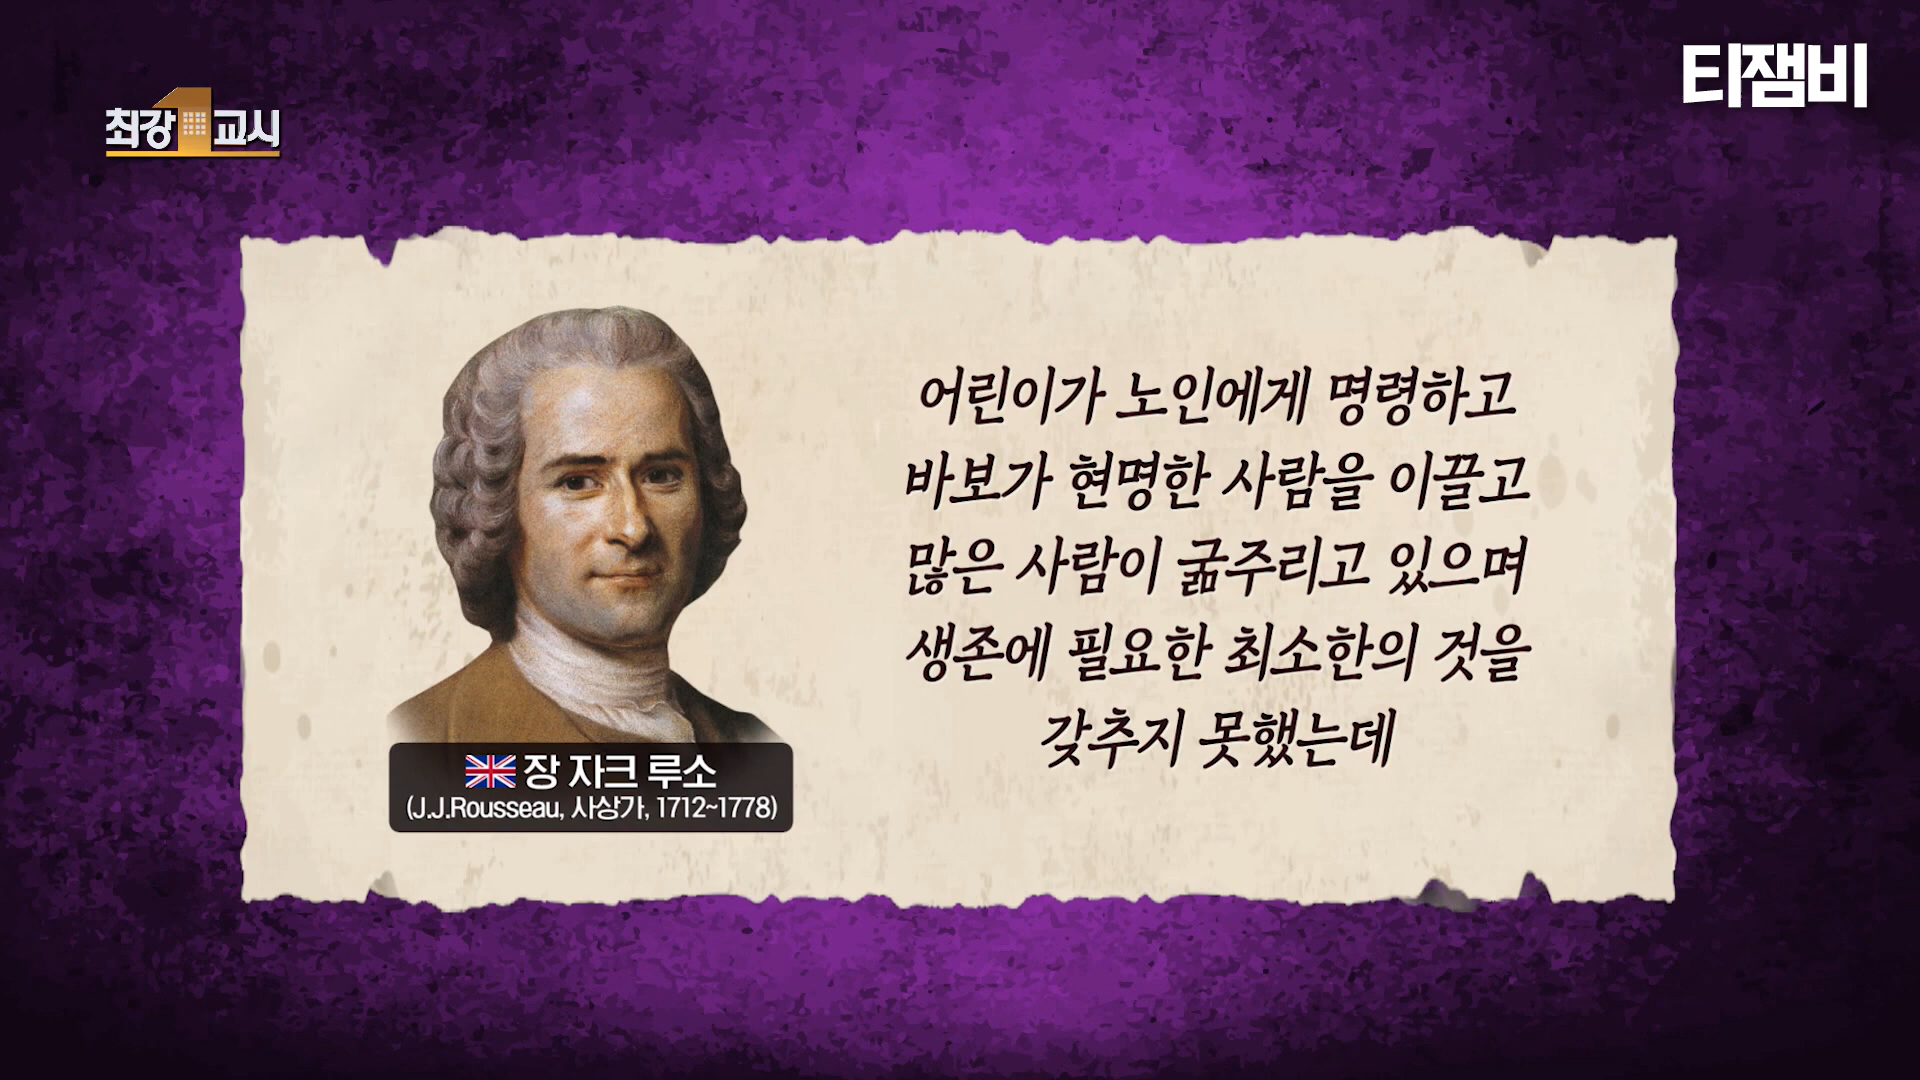 티잼비
최강1교시
어린이가 노인에게 명령하고
바보가 현명한 사람을 이끌고
많은 사람이 굶주리고 있으며
생존에 필요한 최소한의 것을
갖추지 못했는데
장 자크 루소
(J.J.Rousseau, 사상가, 1712~1778)